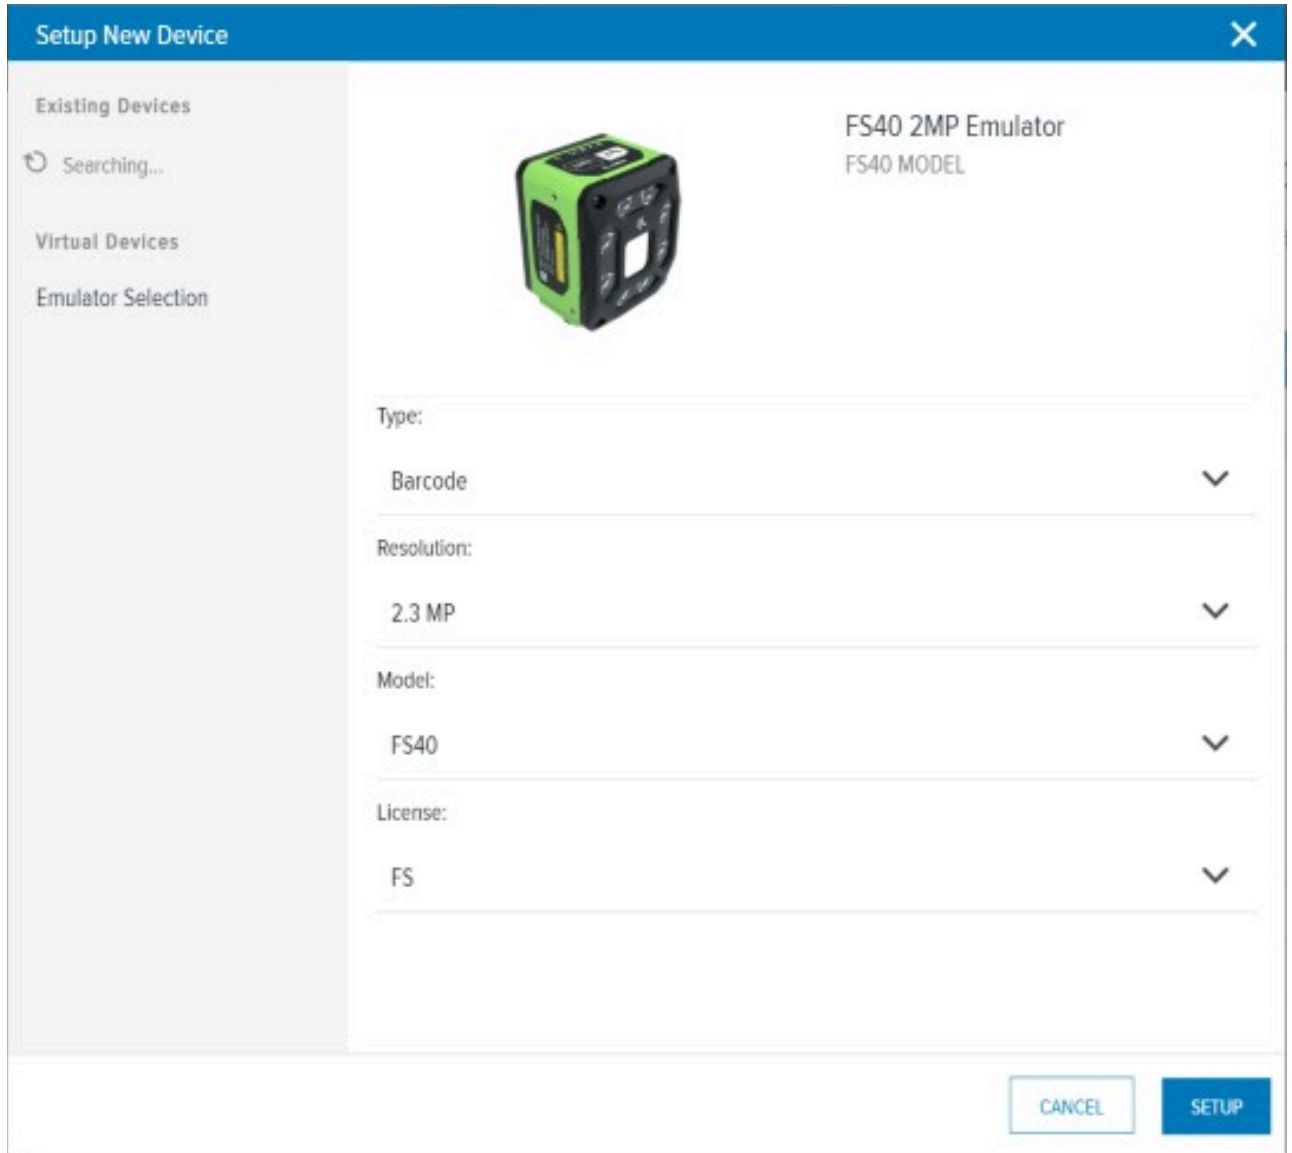 Setup New Device
Existing Devices
Searching...
Virtual Devices
Emulator Selection
FS40 2MP Emulator
FS40 MODEL
Type:
Barcode
Resolution:
2.3 MP
Model:
FS40
License:
FS
CANCEL
SETUP